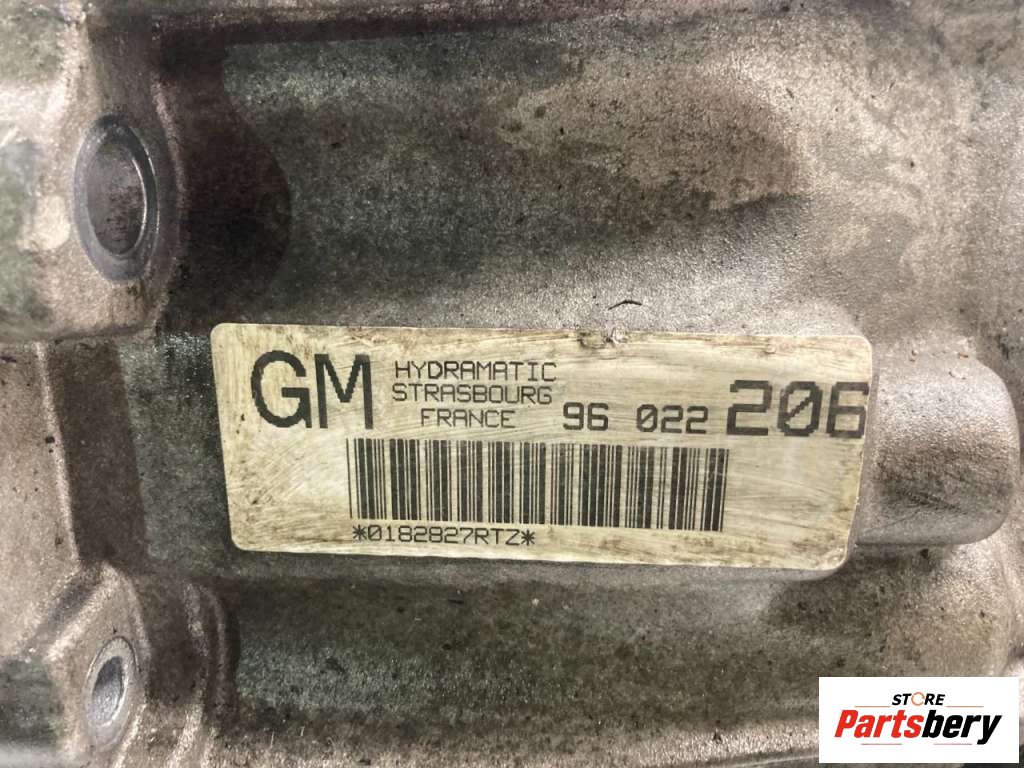 GM HYDRAMATIC
STRASBOURG
FRANCE 96 022 206
*0182827RTZ*
STORE
Partsbery